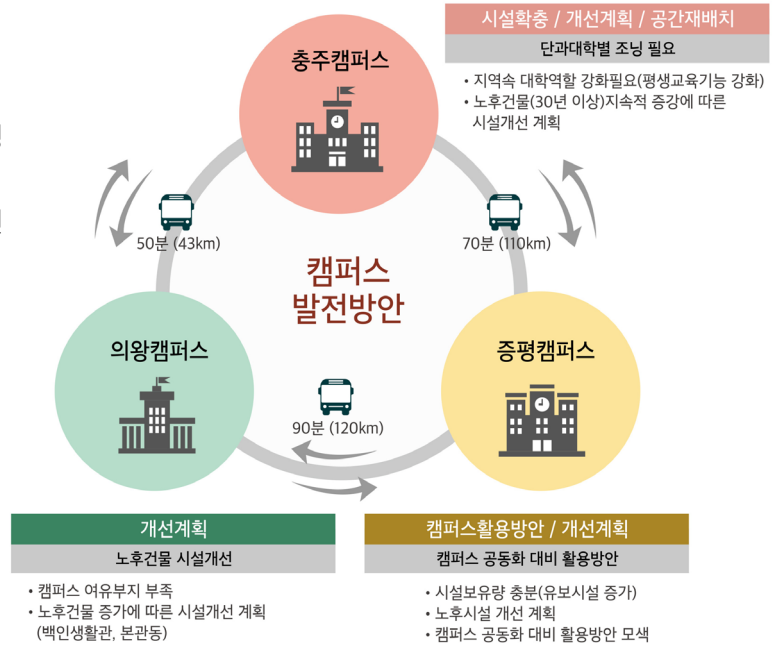 시설확충 / 개선계획 / 공간재배치
단과대학별 조닝 필요
• 지역속 대학역할 강화필요(평생교육기능 강화)
• 노후건물(30년 이상)지속적 증강에 따른
시설개선 계획
충주캠퍼스
50분 (43km)
70분 (110km)
캠퍼스
발전방안
의왕캠퍼스
증평캠퍼스
90분 (120km)
개선계획
노후건물 시설개선
• 캠퍼스 여유부지 부족
• 노후건물 증가에 따른 시설개선 계획
(백인생활관, 본관동)
캠퍼스활용방안 / 개선계획
캠퍼스 공동화 대비 활용방안
• 시설보유량 충분(유보시설 증가)
• 노후시설 개선 계획
• 캠퍼스 공동화 대비 활용방안 모색